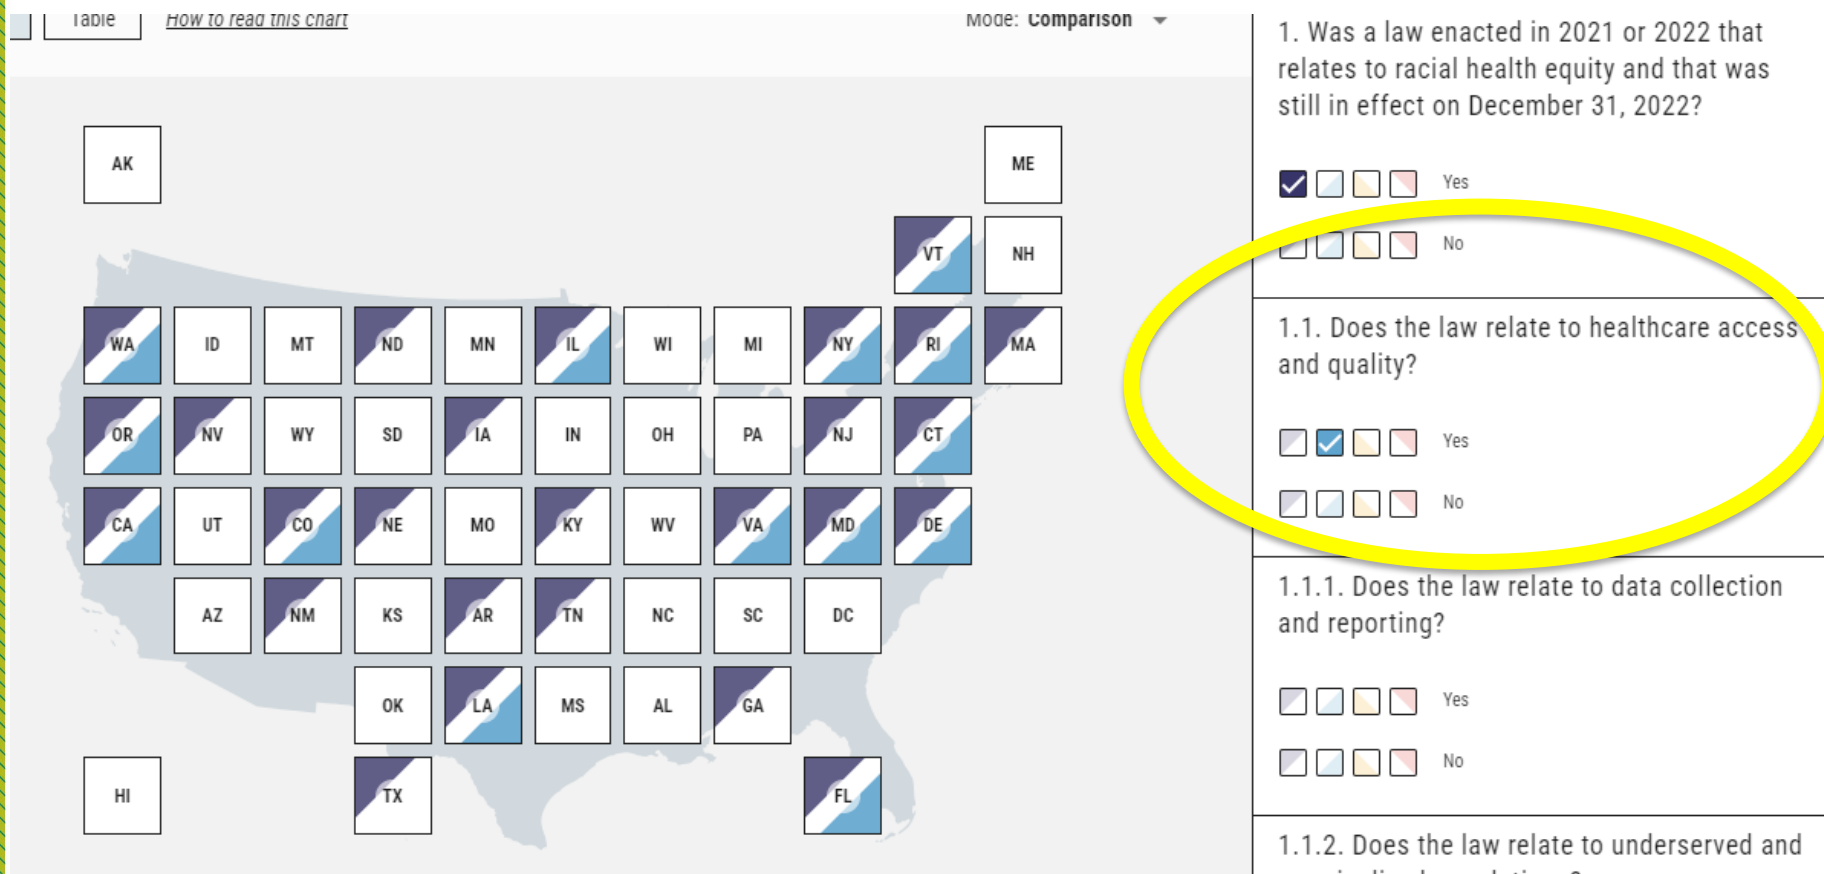 Table How to read this chart Mode: Comparison
AK ME
VT NH
WA ID MT ND MN IL WI MI NY RI MA
OR NV WY SD IA IN OH PA NJ CT
CA UT CO NE MO KY WV VA MD DE
AZ NM KS AR TN NC SC DC
OK LA MS AL GA
HI TX FL
1. Was a law enacted in 2021 or 2022 that
relates to racial health equity and that was
still in effect on December 31, 2022?
Yes
No
1.1. Does the law relate to healthcare access
and quality?
Yes
No
1.1.1. Does the law relate to data collection
and reporting?
Yes
No
1.1.2. Does the law relate to underserved and